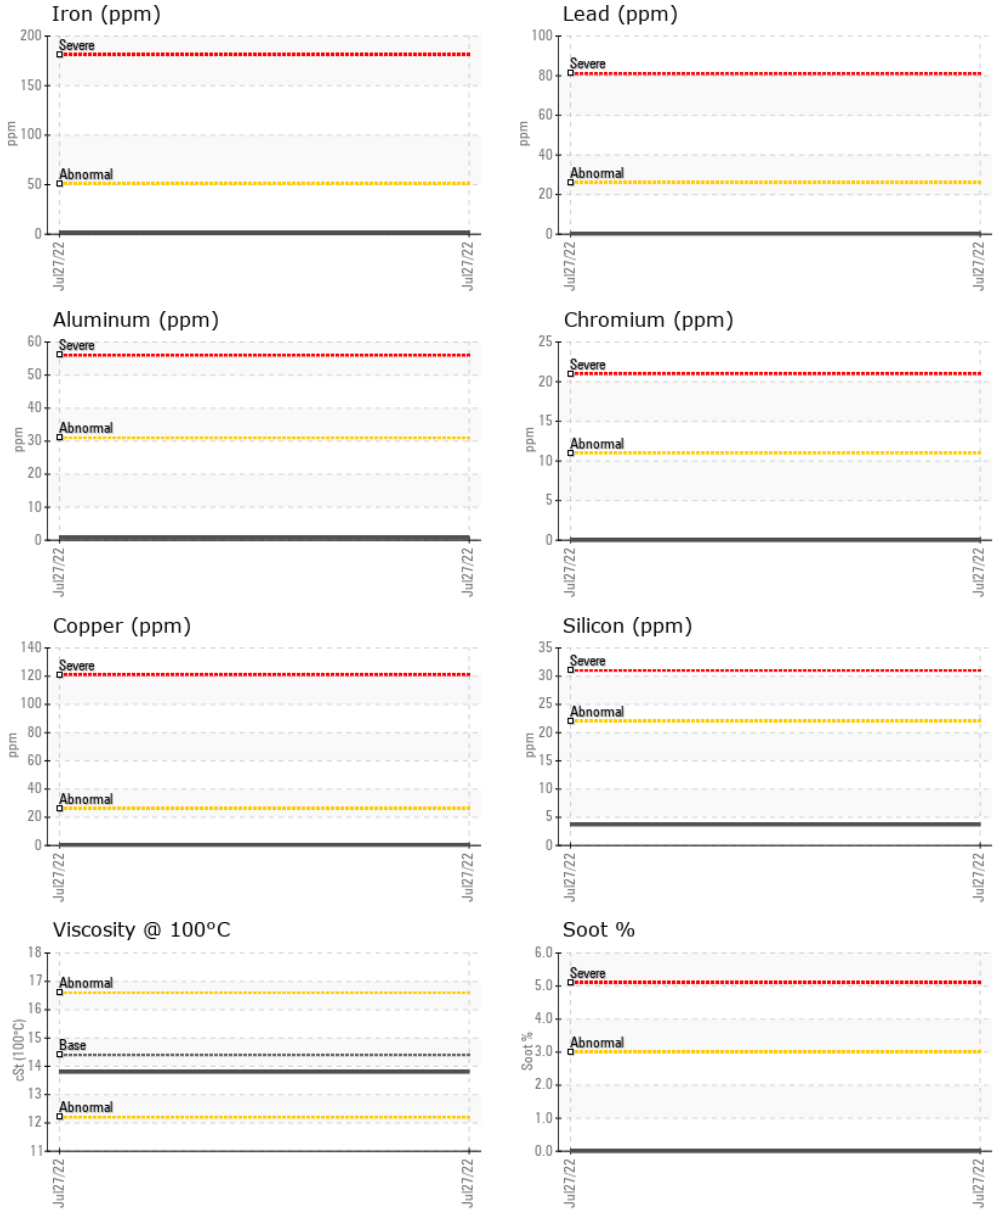 Iron (ppm)
200
150
100
50
0
ppm
Severe
Abnormal
Jul27/22
Jul27/22
Lead (ppm)
100
80
60
40
20
0
ppm
Severe
Abnormal
Jul27/22
Jul27/22
Aluminum (ppm)
60
50
40
30
20
10
0
ppm
Severe
Abnormal
Jul27/22
Jul27/22
Chromium (ppm)
25
20
15
10
5
0
ppm
Severe
Abnormal
Jul27/22
Jul27/22
Copper (ppm)
140
120
100
80
60
40
20
0
ppm
Severe
Abnormal
Jul27/22
Jul27/22
Silicon (ppm)
35
30
25
20
15
10
5
0
ppm
Severe
Abnormal
Jul27/22
Jul27/22
Viscosity @ 100°C
18
17
16
15
14
13
12
11
cSt (100°C)
Abnormal
Base
Abnormal
Jul27/22
Jul27/22
Soot %
6.0
5.0
4.0
3.0
2.0
1.0
0.0
Soot %
Severe
Abnormal
Jul27/22
Jul27/22